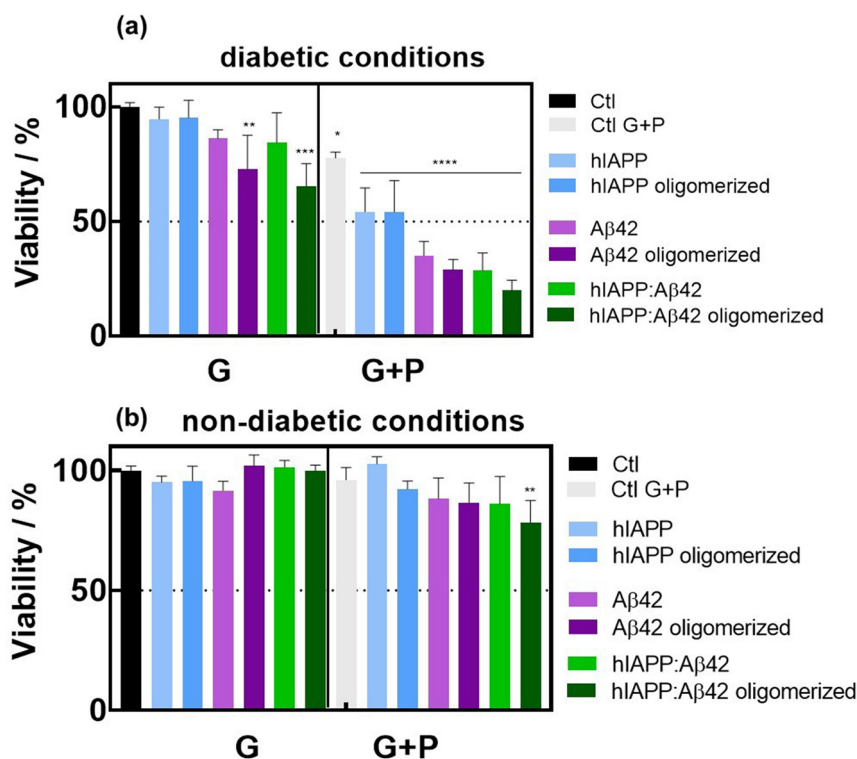 (a)
diabetic conditions
Viability / %
100
50
0
**
***
*
****
G
G+P
Ctl
Ctl G+P
hIAPP
hIAPP oligomerized
Aβ42
Aβ42 oligomerized
hIAPP:Aβ42
hIAPP:Aβ42 oligomerized
(b)
non-diabetic conditions
Viability / %
100
50
0
**
G
G+P
Ctl
Ctl G+P
hIAPP
hIAPP oligomerized
Aβ42
Aβ42 oligomerized
hIAPP:Aβ42
hIAPP:Aβ42 oligomerized